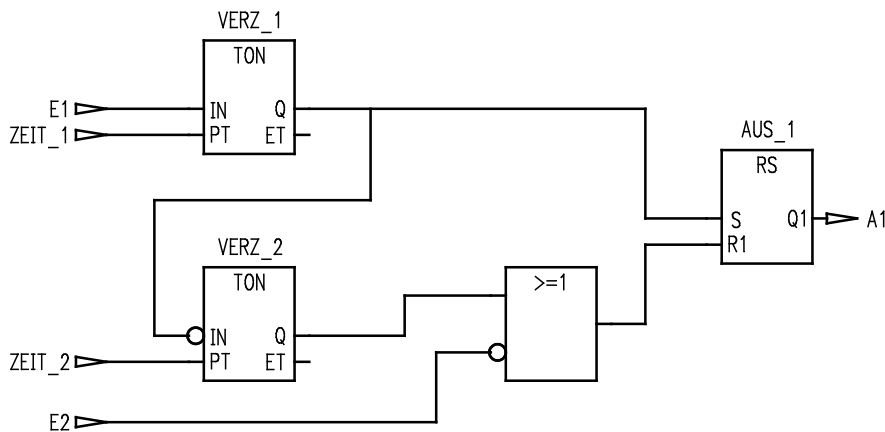 VERZ_1
TON
E1
IN
Q
ZEIT_1
PT
ET
AUS_1
RS
S
Q1
A1
R1
VERZ_2
TON
>=1
IN
Q
ZEIT_2
PT
ET
E2